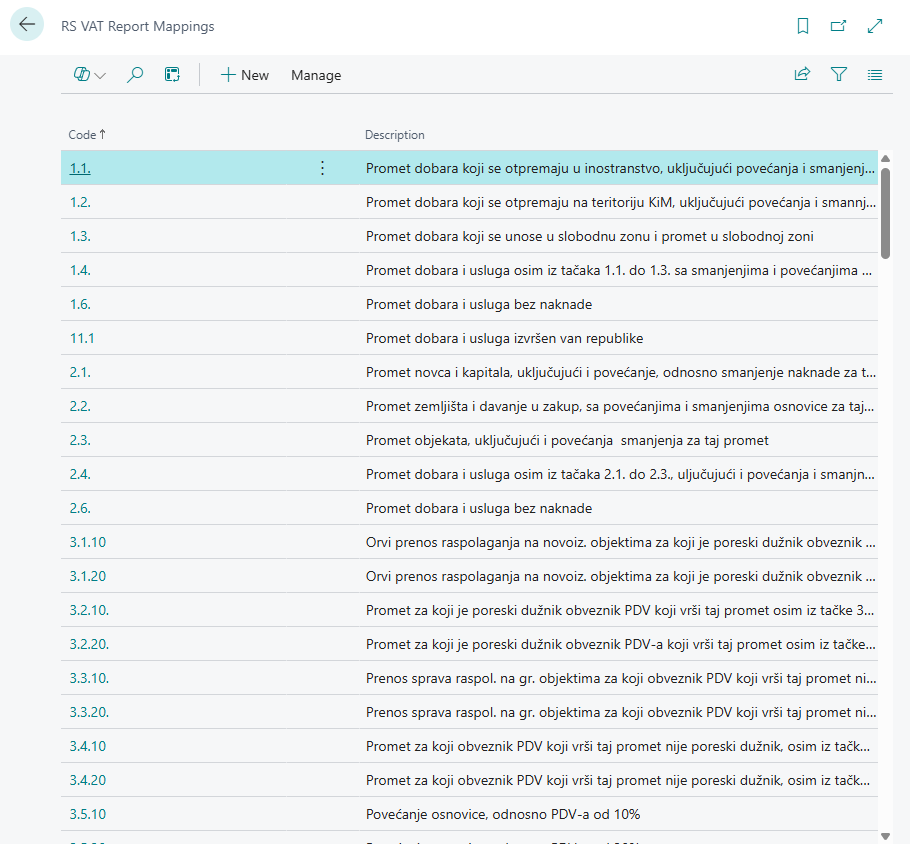 RS VAT Report Mappings
New Manage
Code↑ Description
1.1. Promet dobara koji se otpremaju u inostranstvo, uključujući povećanja i smanjenj...
1.2. Promet dobara koji se otpremaju na teritoriju KiM, uključujući povećanja i smannj...
1.3. Promet dobara koji se unose u slobodnu zonu i promet u slobodnoj zoni
1.4. Promet dobara i usluga osim iz tačaka 1.1. do 1.3. sa smanjenjima i povećanjima ...
1.6. Promet dobara i usluga bez naknade
11.1 Promet dobara i usluga izvršen van republike
2.1. Promet novca i kapitala, uključujući i povećanje, odnosno smanjenje naknade za t...
2.2. Promet zemljišta i davanje u zakup, sa povećanjima i smanjenjima osnovice za taj...
2.3. Promet objekata, uključujući i povećanja  smanjenja za taj promet
2.4. Promet dobara i usluga osim iz tačaka 2.1. do 2.3., uljučujući i povećanja i smanjn...
2.6. Promet dobara i usluga bez naknade
3.1.10 Orvi prenos raspolaganja na novoiz. objektima za koji je poreski dužnik obveznik ...
3.1.20 Orvi prenos raspolaganja na novoiz. objektima za koji je poreski dužnik obveznik ...
3.2.10. Promet za koji je poreski dužnik obveznik PDV koji vrši taj promet osim iz tačke 3...
3.2.20. Promet za koji je poreski dužnik obveznik PDV-a koji vrši taj promet osim iz tačke...
3.3.10. Prenos sprava raspol. na gr. objektima za koji obveznik PDV koji vrši taj promet ni...
3.3.20. Prenos sprava raspol. na gr. objektima za koji obveznik PDV koji vrši taj promet ni...
3.4.10 Promet za koji obveznik PDV koji vrši taj promet nije poreski dužnik, osim iz tačk...
3.4.20 Promet za koji obveznik PDV koji vrši taj promet nije poreski dužnik, osim iz tačk...
3.5.10 Povećanje osnovice, odnosno PDV-a od 10%